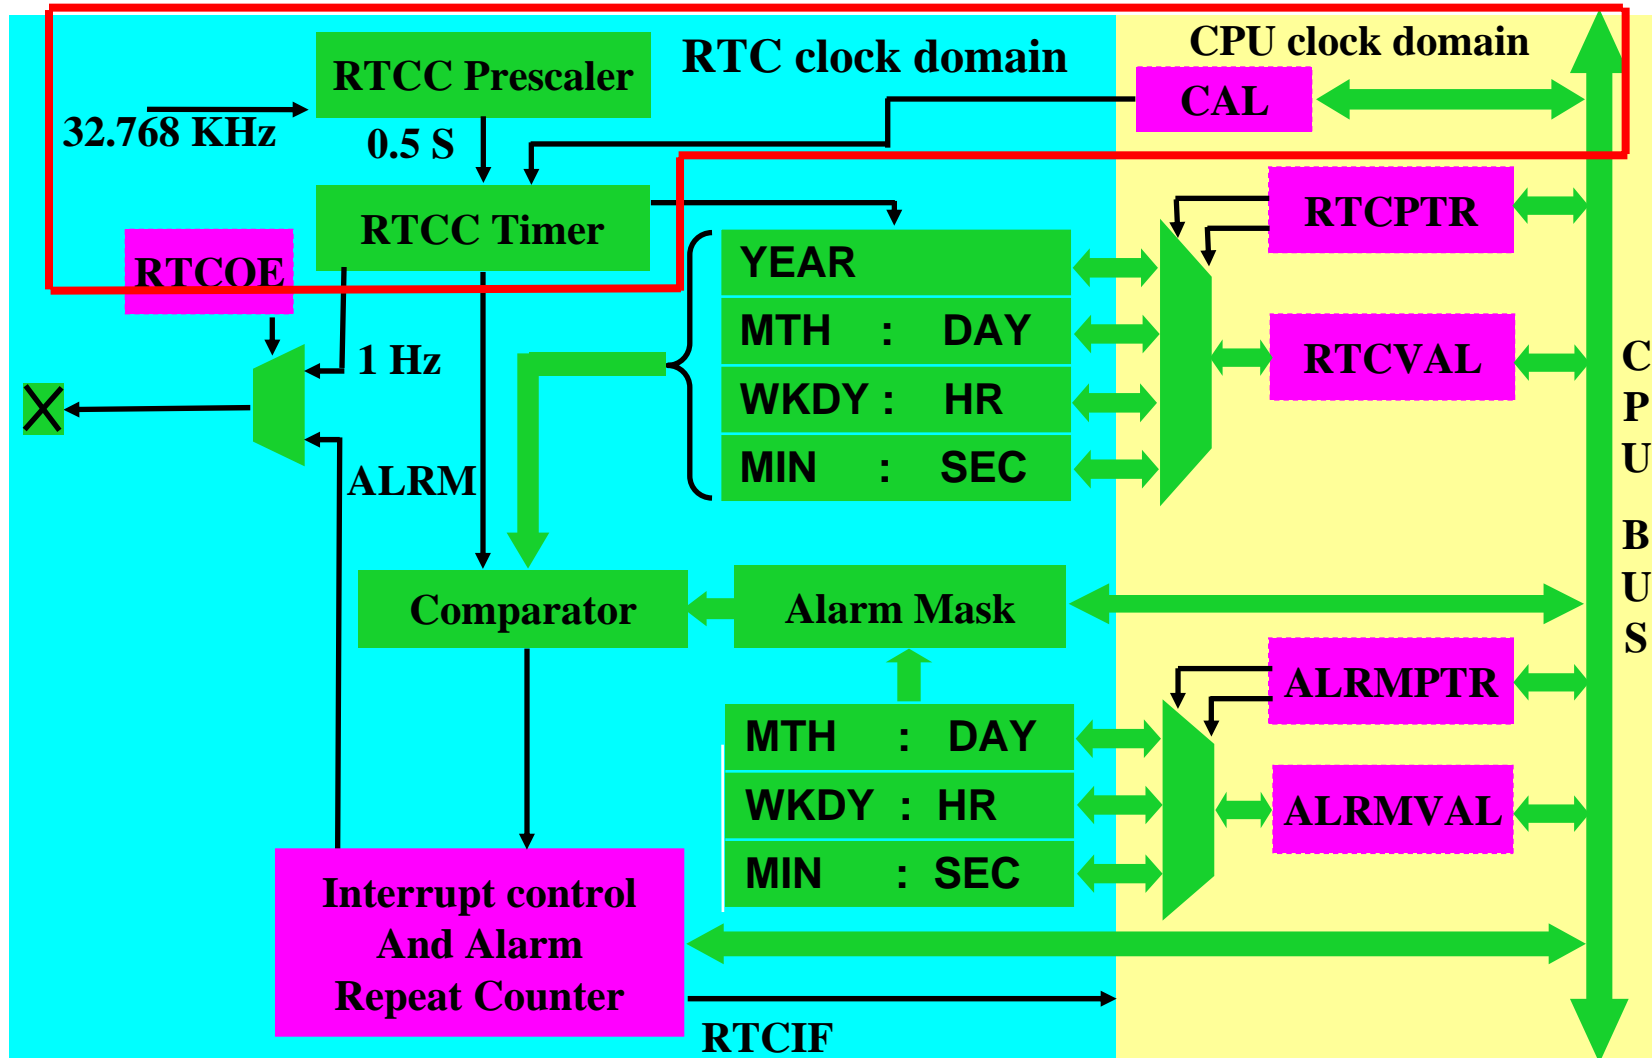 RTC clock domain
CPU clock domain
RTCC Prescaler
CAL
32.768 KHz
0.5 S
RTCC Timer
RTCPTR
RTCOE
YEAR
MTH : DAY
1 Hz
RTCVAL
WKDY : HR
MIN : SEC
ALRM
CPU BUS
Comparator
Alarm Mask
ALRMPTR
MTH : DAY
WKDY : HR
ALRMVAL
MIN : SEC
Interrupt control
And Alarm
Repeat Counter
RTCIF